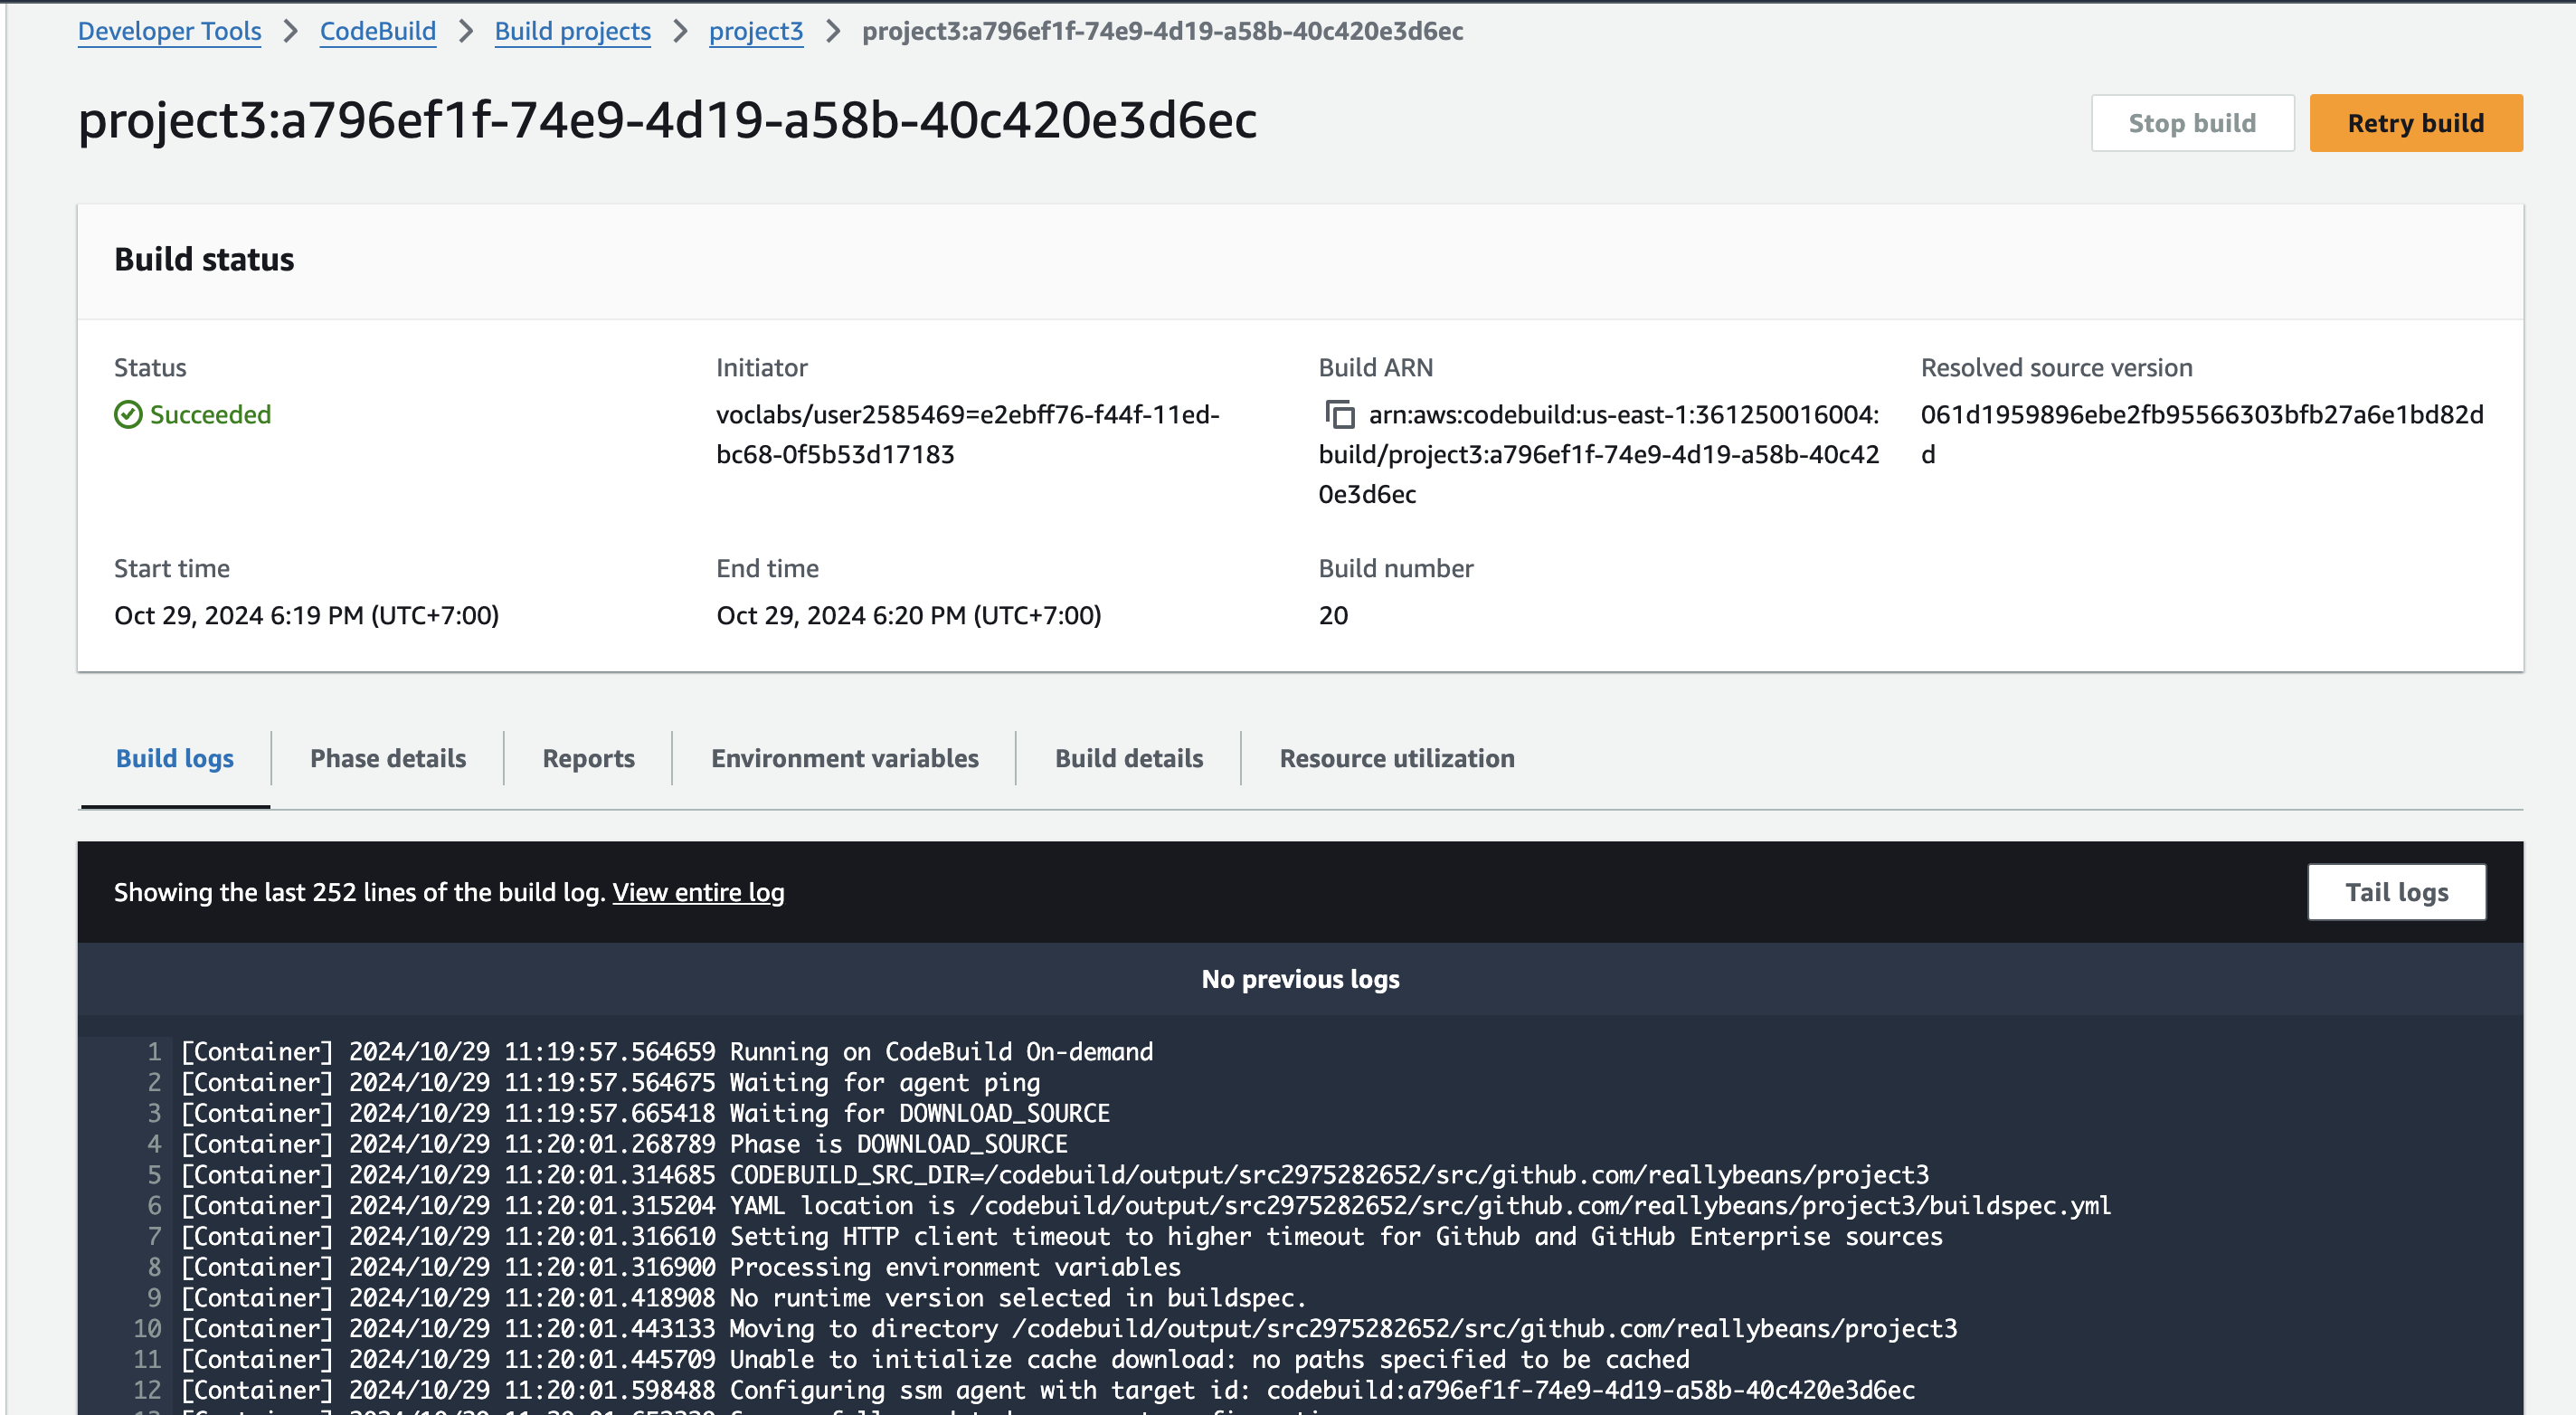 Developer Tools > CodeBuild > Build projects > project3 > project3:a796ef1f-74e9-4d19-a58b-40c420e3d6ec
project3:a796ef1f-74e9-4d19-a58b-40c420e3d6ec
Stop build
Retry build
Build status
Status
Succeeded
Initiator
voclabs/user2585469=e2ebff76-f44f-11ed-
bc68-0f5b53d17183
Build ARN
arn:aws:codebuild:us-east-1:361250016004:
build/project3:a796ef1f-74e9-4d19-a58b-40c42
0e3d6ec
Resolved source version
061d1959896ebe2fb95566303bfb27a6e1bd82d
d
Start time
Oct 29, 2024 6:19 PM (UTC+7:00)
End time
Oct 29, 2024 6:20 PM (UTC+7:00)
Build number
20
Build logs
Phase details
Reports
Environment variables
Build details
Resource utilization
Showing the last 252 lines of the build log. View entire log
Tail logs
No previous logs
1 [Container] 2024/10/29 11:19:57.564659 Running on CodeBuild On-demand
2 [Container] 2024/10/29 11:19:57.564675 Waiting for agent ping
3 [Container] 2024/10/29 11:19:57.665418 Waiting for DOWNLOAD_SOURCE
4 [Container] 2024/10/29 11:20:01.268789 Phase is DOWNLOAD_SOURCE
5 [Container] 2024/10/29 11:20:01.314685 CODEBUILD_SRC_DIR=/codebuild/output/src2975282652/src/github.com/reallybeans/project3
6 [Container] 2024/10/29 11:20:01.315204 YAML location is /codebuild/output/src2975282652/src/github.com/reallybeans/project3/buildspec.yml
7 [Container] 2024/10/29 11:20:01.316610 Setting HTTP client timeout to higher timeout for Github and GitHub Enterprise sources
8 [Container] 2024/10/29 11:20:01.316900 Processing environment variables
9 [Container] 2024/10/29 11:20:01.418908 No runtime version selected in buildspec.
10 [Container] 2024/10/29 11:20:01.443133 Moving to directory /codebuild/output/src2975282652/src/github.com/reallybeans/project3
11 [Container] 2024/10/29 11:20:01.445709 Unable to initialize cache download: no paths specified to be cached
12 [Container] 2024/10/29 11:20:01.598488 Configuring ssm agent with target id: codebuild:a796ef1f-74e9-4d19-a58b-40c420e3d6ec